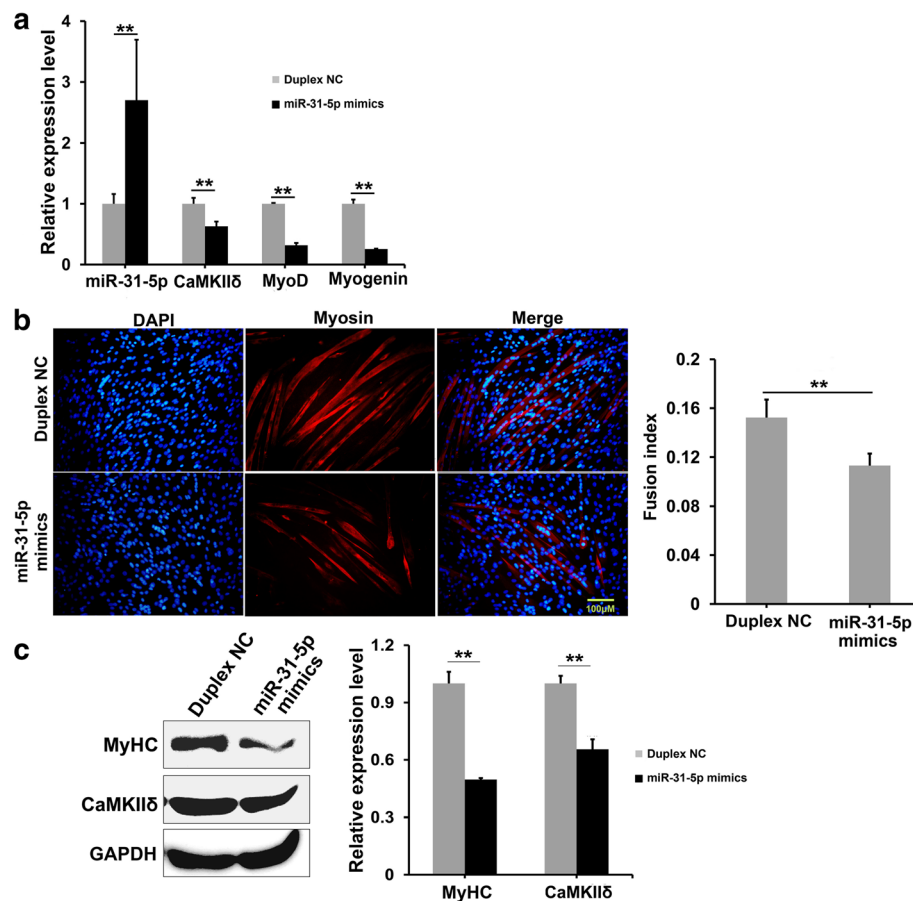 a
Relative expression level
4
3
2
1
0
**
**
**
**
Duplex NC
miR-31-5p mimics
miR-31-5p CaMKIIδ MyoD Myogenin
b
DAPI Myosin Merge
Duplex NC
miR-31-5p
mimics
100μM
Fusion index
0.2
0.16
0.12
0.08
0.04
0
**
Duplex NC miR-31-5p
mimics
c
Duplex NC miR-31-5p
mimics
MyHC
CaMKIIδ
GAPDH
Relative expression level
1.2
0.9
0.6
0.3
0
**
**
Duplex NC
miR-31-5p mimics
MyHC CaMKIIδ